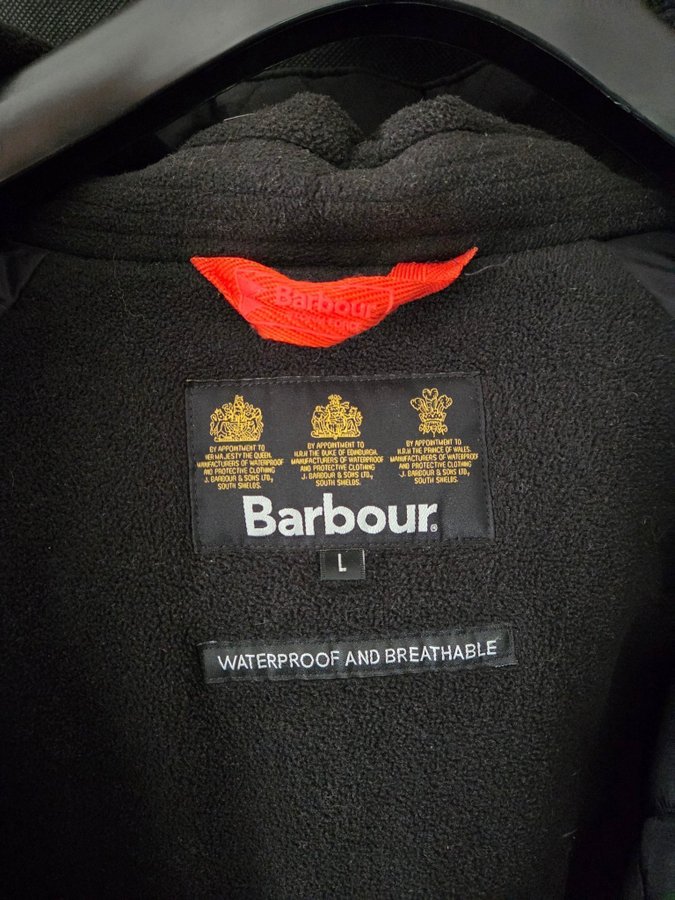 Barbour
BY APPOINTMENT TO
HER MAJESTY THE QUEEN.
MANUFACTURERS OF WATERPROOF
AND PROTECTIVE CLOTHING
J. BARBOUR & SONS LTD.,
SOUTH SHIELDS.
BY APPOINTMENT TO
H.R.H THE DUKE OF EDINBURGH.
MANUFACTURERS OF WATERPROOF
AND PROTECTIVE CLOTHING
J. BARBOUR & SONS LTD.,
SOUTH SHIELDS.
BY APPOINTMENT TO
H.R.H THE PRINCE OF WALES.
MANUFACTURERS OF WATERPROOF
AND PROTECTIVE CLOTHING
J. BARBOUR & SONS LTD.,
SOUTH SHIELDS.
Barbour®
L
WATERPROOF AND BREATHABLE